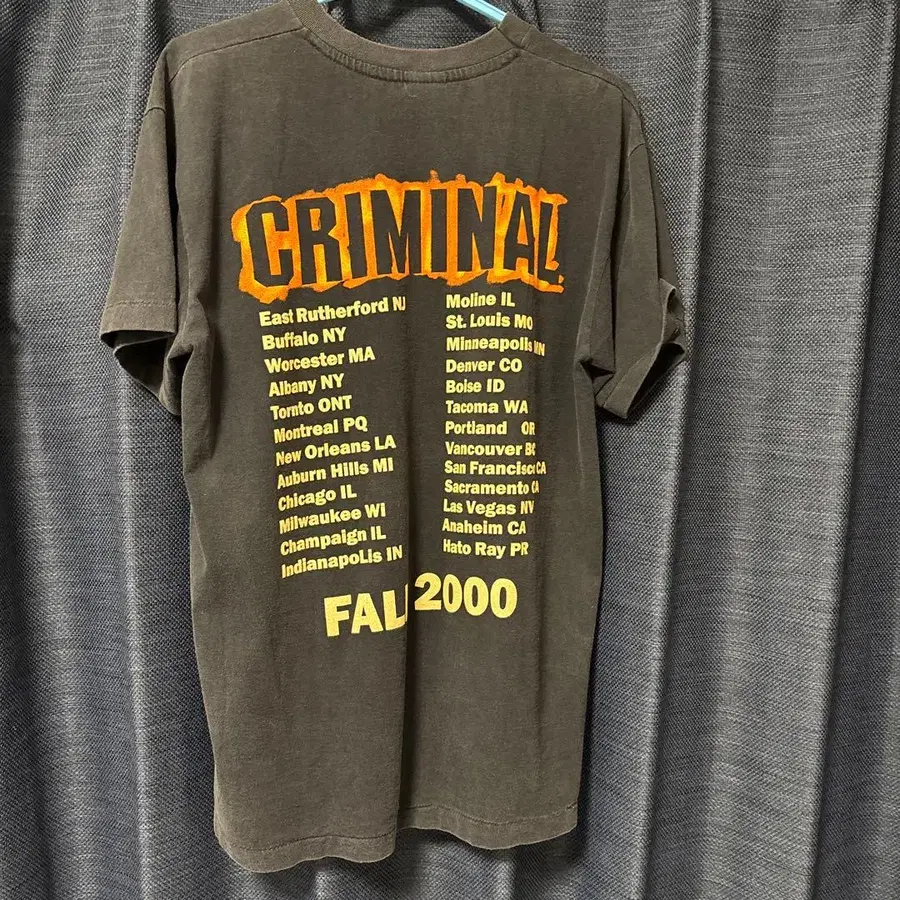 CRIMINAL
East Rutherford NJ
Buffalo NY
Worcester MA
Albany NY
Tornto ONT
Montreal PQ
New Orleans LA
Auburn Hills MI
Chicago IL
Milwaukee WI
Champaign IL
IndianapoLis IN
Moline IL
St. Louis MO
Minneapolis MN
Denver CO
Boise ID
Tacoma WA
Portland OR
Vancouver BC
San Francisco CA
Sacramento CA
Las Vegas NV
Anaheim CA
Hato Ray PR
FALL 2000